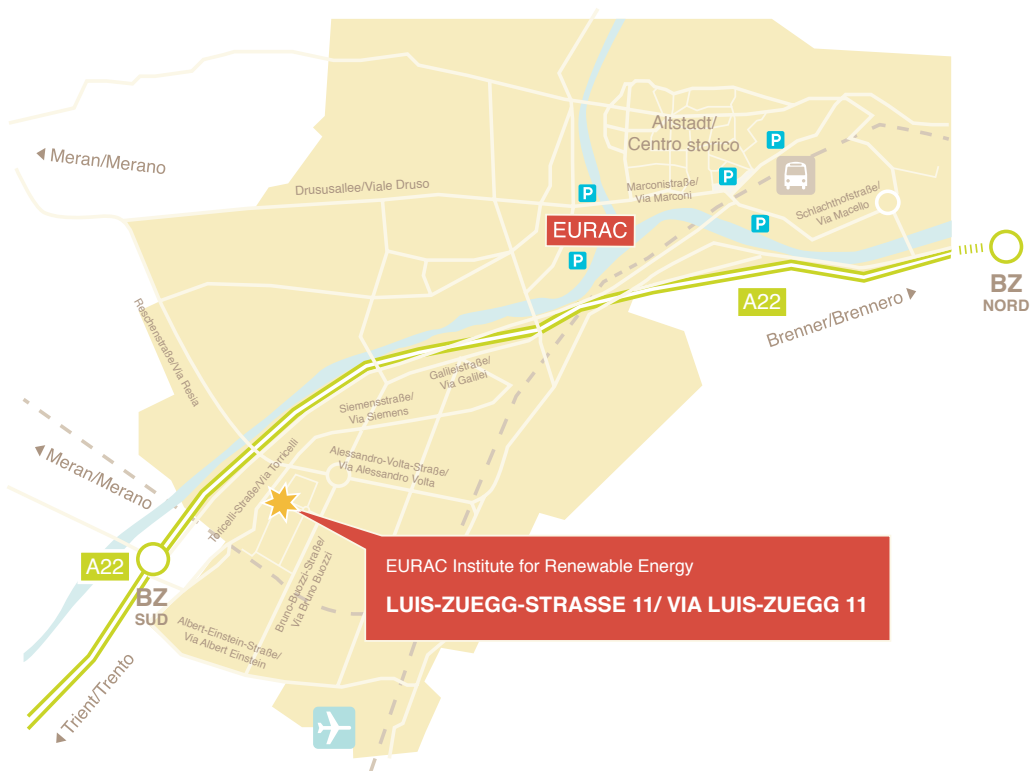 Altstadt/
Centro storico
P
Meran/Merano
Drususallee/Viale Druso
P
Marconistraße/
Via Marconi
P
Schlachthofstraße/
Via Macello
P
EURAC
P
BZ
NORD
A22
Brenner/Brennero
Reschenstraße/Via Resia
Galileistraße/
Via Galilei
Siemensstraße/
Via Siemens
Meran/Merano
Toricelli-Straße/Via Torricelli
Alessandro-Volta-Straße/
Via Alessandro Volta
A22
BZ
SUD
Bruno-Buozzi-Straße/
Via Bruno Buozzi
EURAC Institute for Renewable Energy
LUIS-ZUEGG-STRASSE 11/ VIA LUIS-ZUEGG 11
Albert-Einstein-Straße/
Via Albert Einstein
Trient/Trento